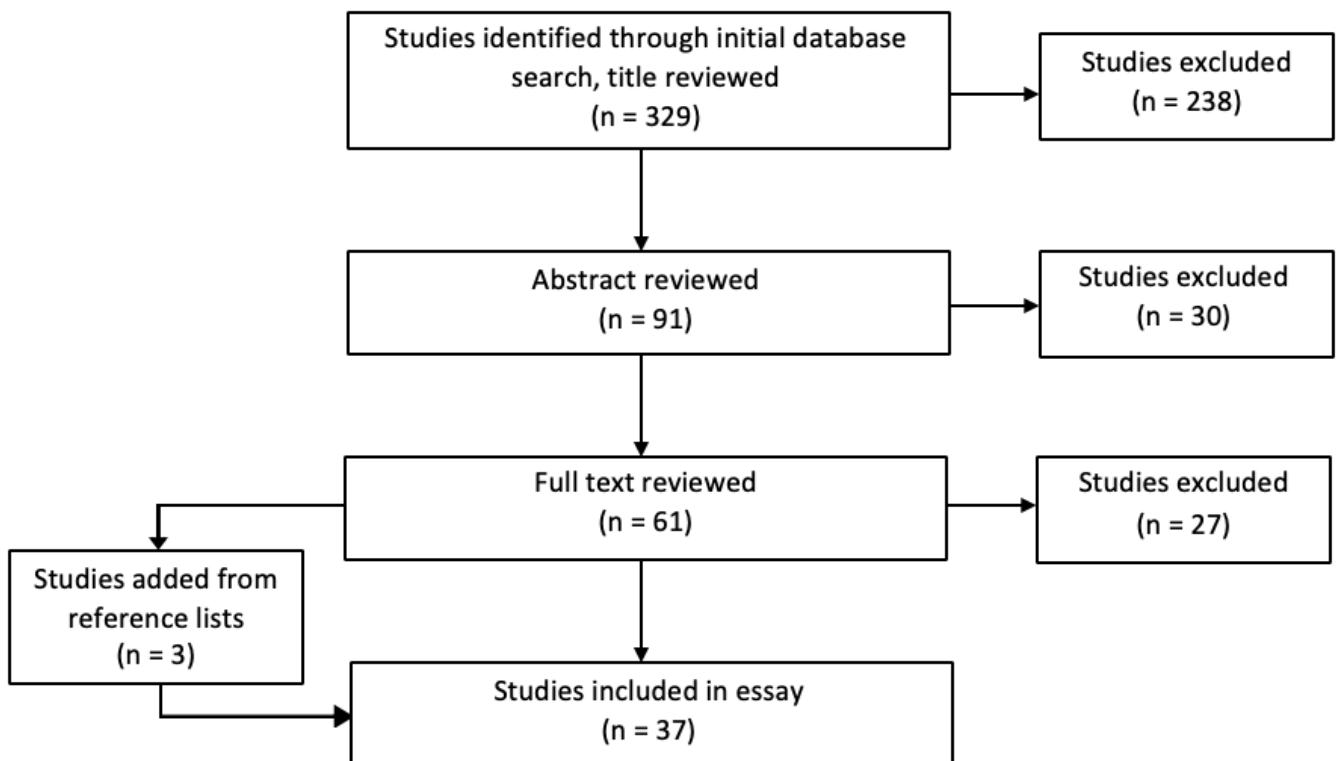 Studies identified through initial database
search, title reviewed
(n = 329)
Studies excluded
(n = 238)
Abstract reviewed
(n = 91)
Studies excluded
(n = 30)
Full text reviewed
(n = 61)
Studies excluded
(n = 27)
Studies added from
reference lists
(n = 3)
Studies included in essay
(n = 37)